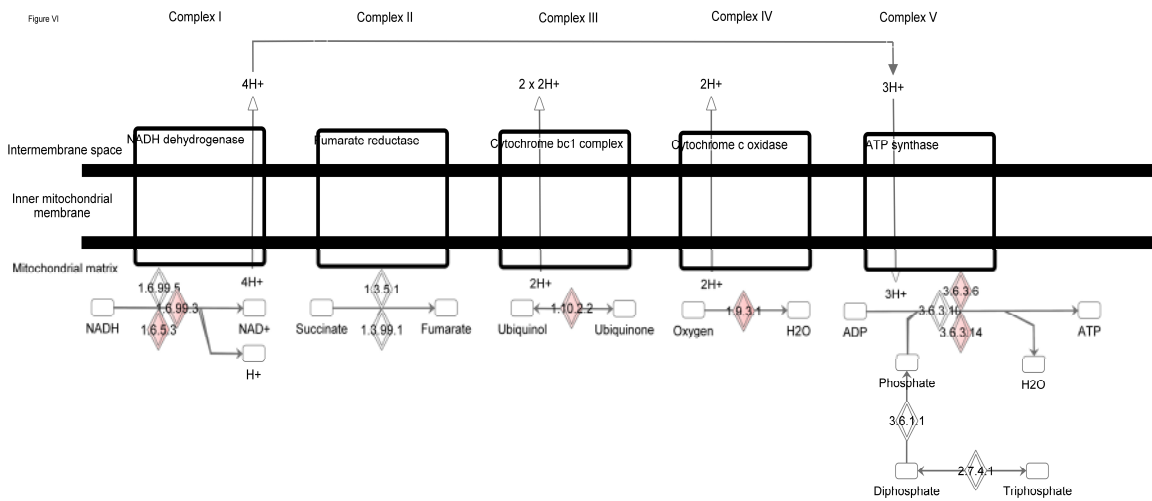 Figure VI
Complex I
Complex II
Complex III
Complex IV
Complex V
4H+
2 x 2H+
2H+
3H+
NADH dehydrogenase
Fumarate reductase
Cytochrome bc1 complex
Cytochrome c oxidase
ATP synthase
Intermembrane space
Inner mitochondrial
membrane
Mitochondrial matrix
4H+
2H+
2H+
3H+
1.6.99.5
1.6.99.3
1.6.5.3
NADH
NAD+
H+
1.3.5.1
1.3.99.1
Succinate
Fumarate
1.10.2.2
Ubiquinol
Ubiquinone
1.9.3.1
Oxygen
H2O
3.6.3.6
3.6.3.10
3.6.3.14
ADP
ATP
Phosphate
H2O
3.6.1.1
2.7.4.1
Diphosphate
Triphosphate